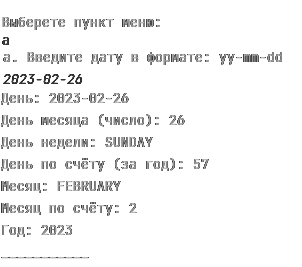 Выберете пункт меню:
a
а. Введите дату в формате: yy-mm-dd
2023-02-26
День: 2023-02-26
День месяца (число): 26
День недели: SUNDAY
День по счёту (за год): 57
Месяц: FEBRUARY
Месяц по счёту: 2
Год: 2023
___________